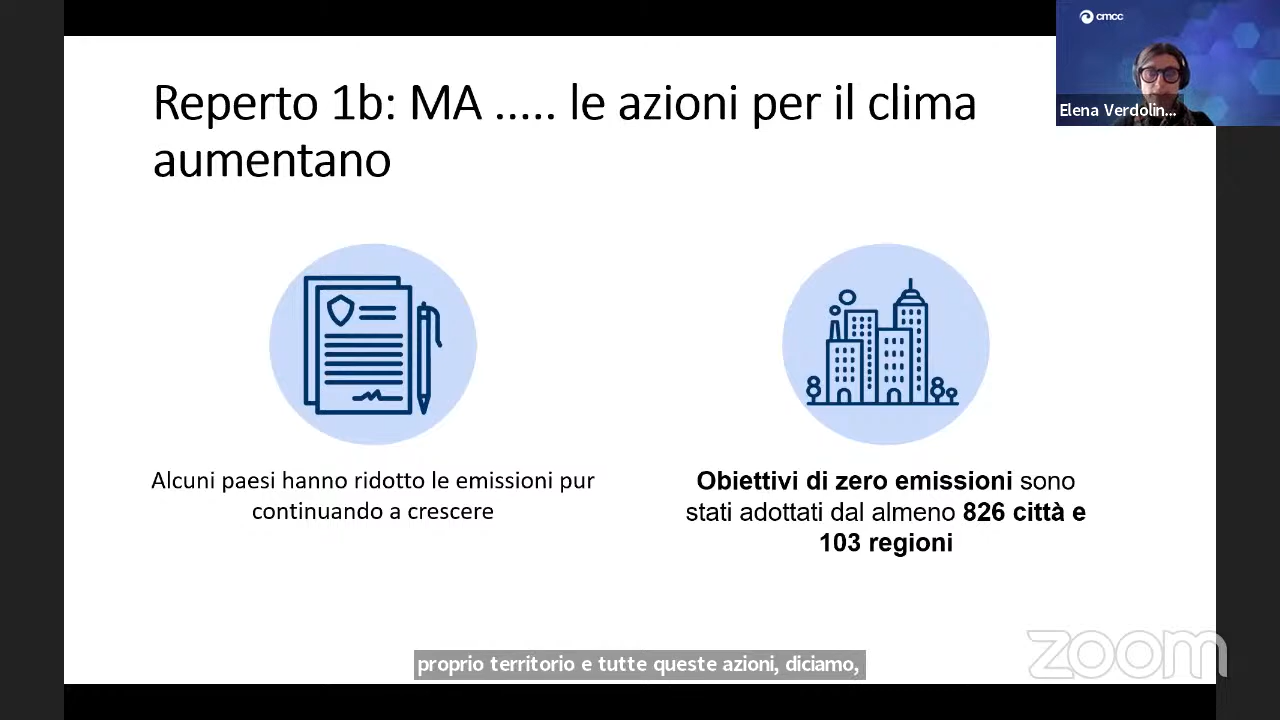 cmcc
Elena Verdolin...
Reperto 1b: MA ..... le azioni per il clima
aumentano
Alcuni paesi hanno ridotto le emissioni pur
continuando a crescere
Obiettivi di zero emissioni sono
stati adottati dal almeno 826 città e
103 regioni
proprio territorio e tutte queste azioni, diciamo,
zoom